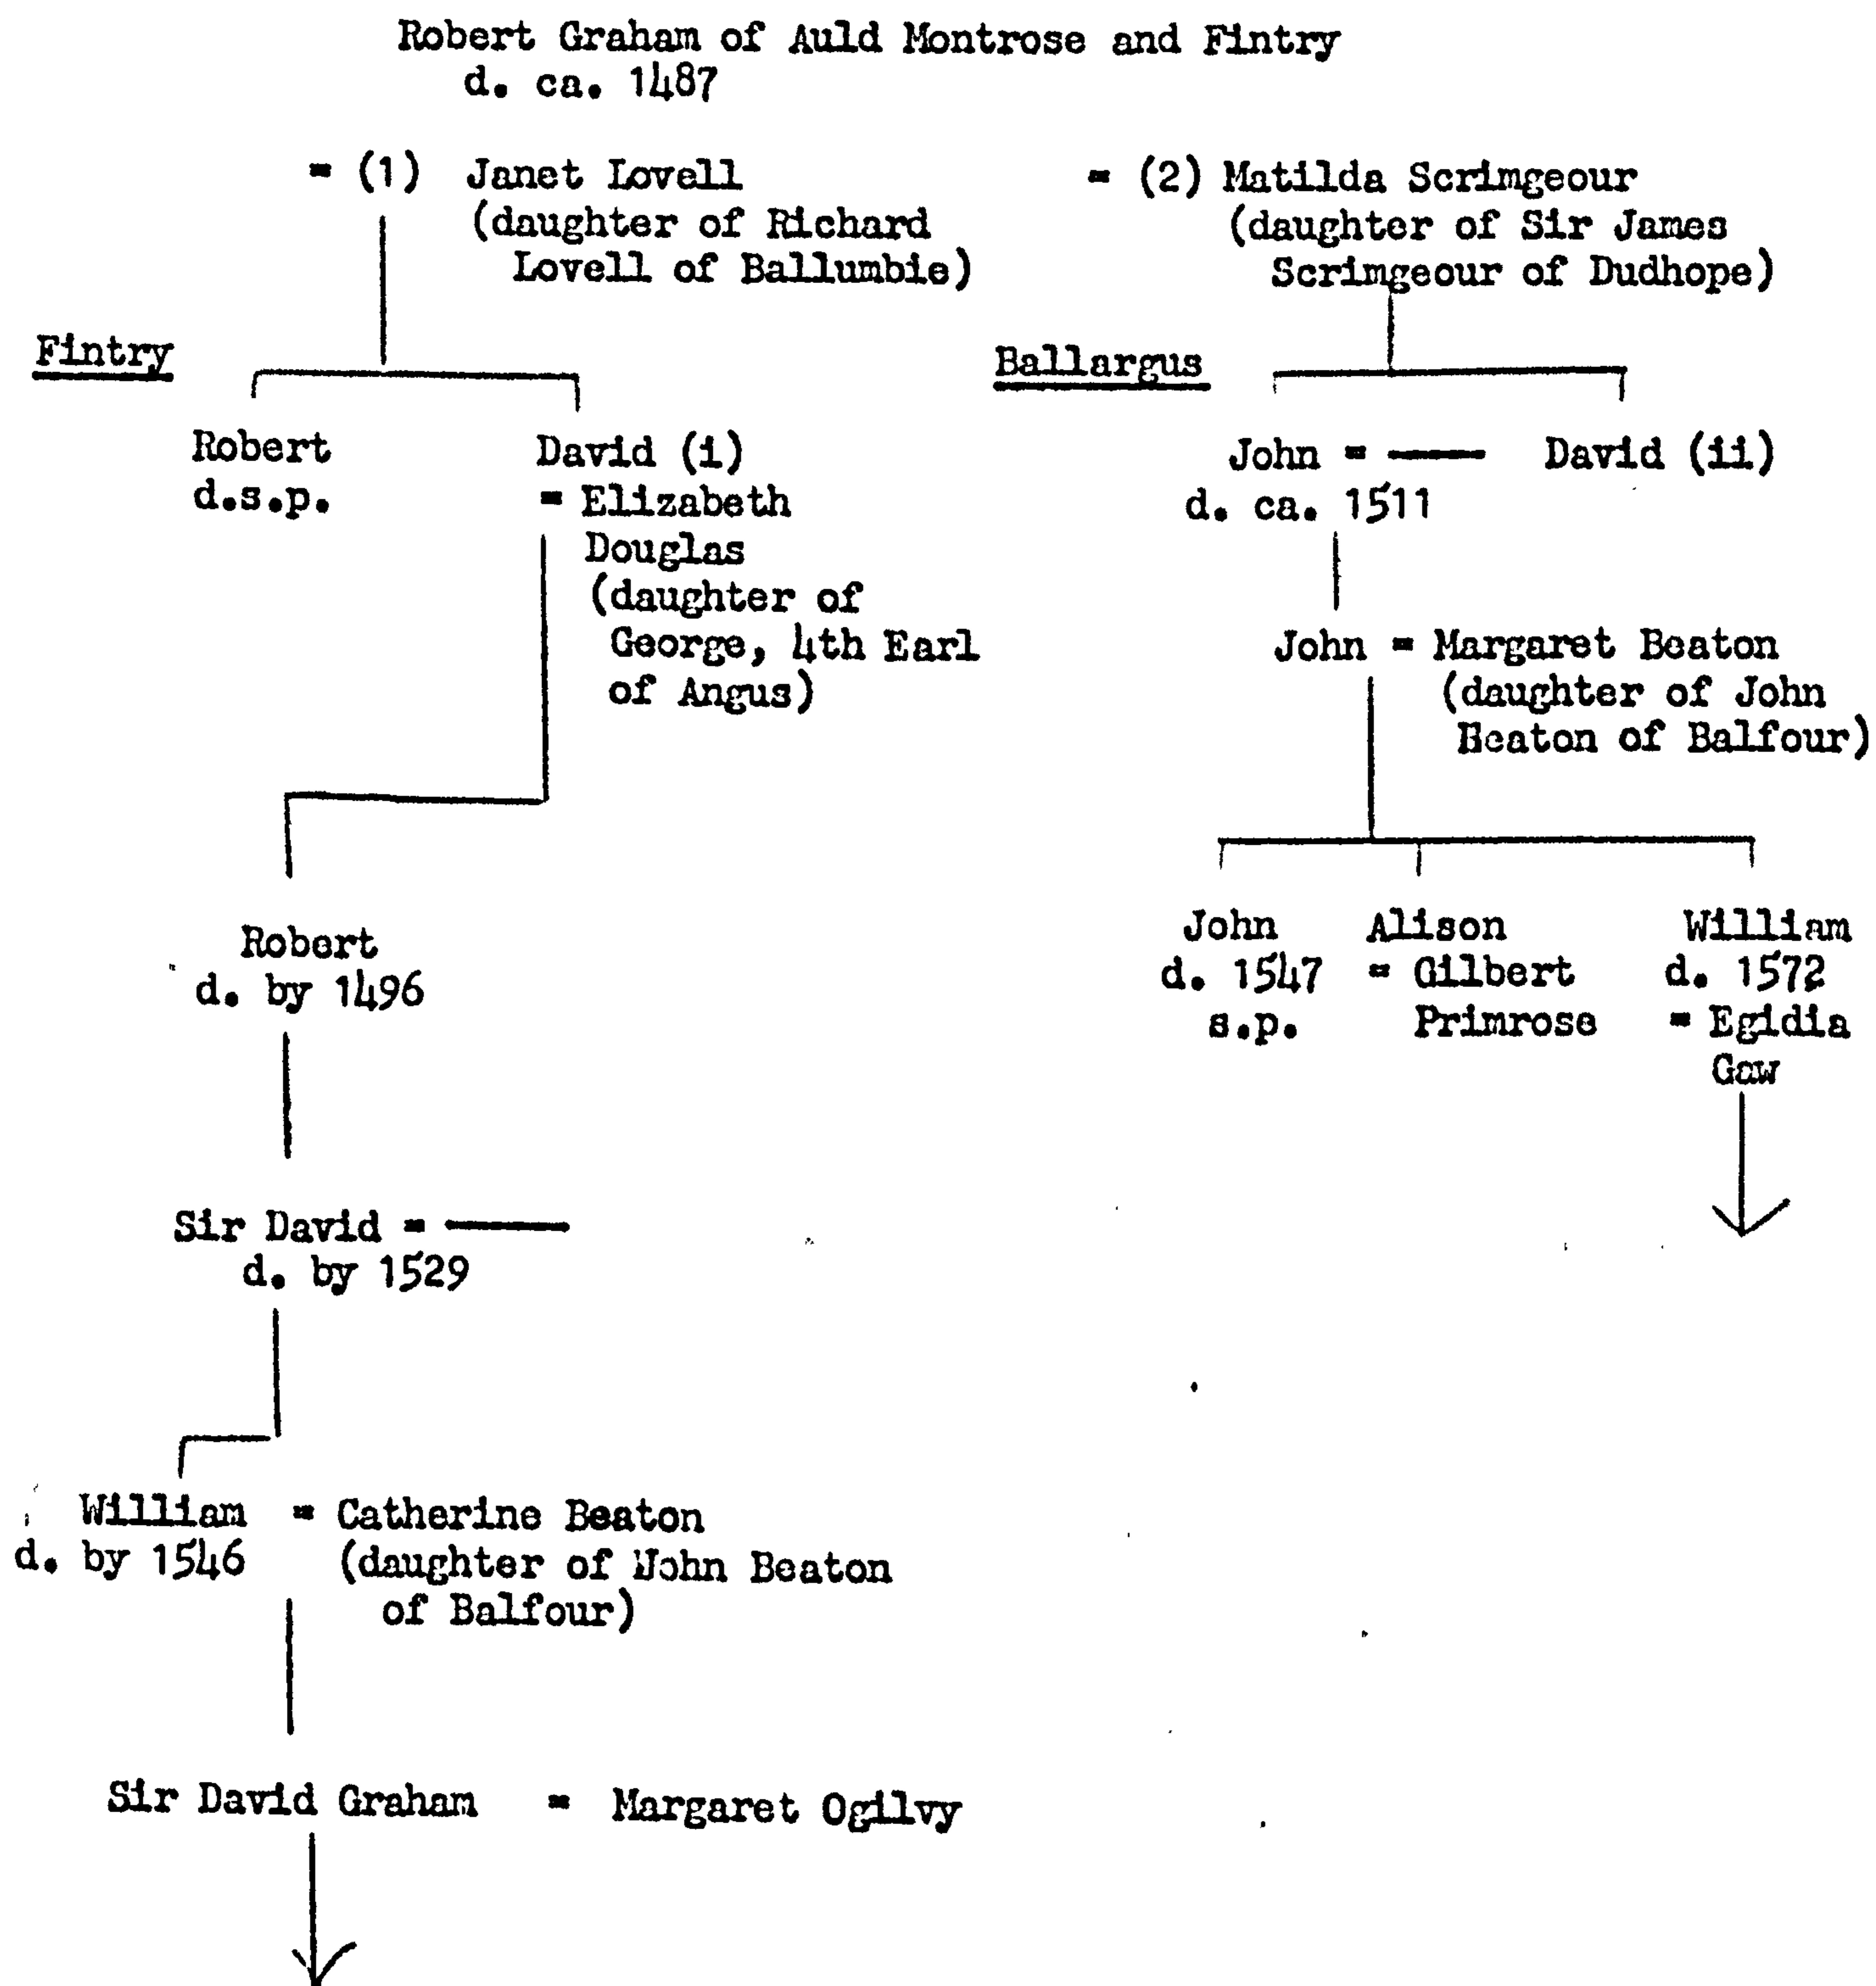 Robert Graham of Auld Montrose and Fintry
d. ca. 1487
= (1) Janet Lovell
(daughter of Richard
Lovell of Ballumbie)
= (2) Matilda Scrimgeour
(daughter of Sir James
Scrimgeour of Dudhope)
Fintry
Ballargus
Robert
d.s.p.
David (i)
= Elizabeth
Douglas
(daughter of
George, 4th Earl
of Angus)
John = —— David (ii)
d. ca. 1511
John = Margaret Beaton
(daughter of John
Beaton of Balfour)
Robert
d. by 1496
John
d. 1547
s.p.
Alison
= Gilbert
Primrose
William
d. 1572
= Egidia
Gaw
Sir David = ——
d. by 1529
William = Catherine Beaton
d. by 1546 (daughter of John Beaton
of Balfour)
Sir David Graham = Margaret Ogilvy